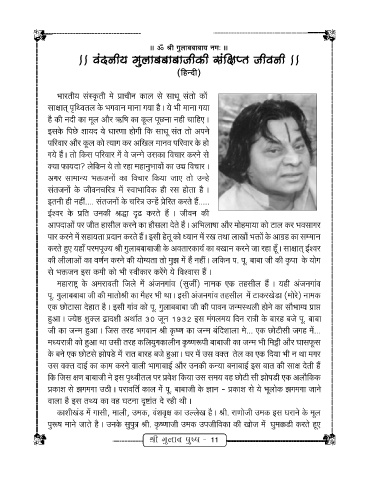 ॥ ॐ श्री गुलाबबाबाय नमः ॥
।। वंदनीय गुलाबबाबाजीकी संक्षिप्त जीवनी ।।
(हिन्दी)
भारतीय संस्कृती मे प्राचीन काल से साधू संतो कों
साक्षात् पृथ्वितल के भगवान माना गया है। ये भी माना गया
है की नदी का मूल और ऋषि का कूल पूछना नही चाहिए।
इसके पिछे शायद ये धारणा होगी कि साधू संत तो अपने
परिवार और कूल को त्याग कर अखिल मानव परिवार के हो
गये हैं। तो किस परिवार में वे जन्मे उसका विचार करने से
क्या फायदा? लेकिन ये तो रहा महानुभावों का उच्च विचार।
अगर सामान्य भक्तजनों का विचार किया जाए तो उन्हे
संतजनों के जीवनचरित्र में स्वाभाविक ही रस होता है।
इतनी ही नहीं.... संतजनों के चरित्र उन्हें प्रेरित करते हैं.....
ईश्वर के प्रति उनकी श्रद्धा दृढ करते हैं। जीवन की
आपदाओं पर जीत हासील करने का हौसला देते हैं। अभिलाषा और मोहमाया को टाल कर भवसागर
पार करने में सहायता प्रदान करते हैं। इसी हेतू को ध्यान में रख तथा लाखों भक्तों के आग्रह का सम्मान
करते हुए यहाँ परमपूज्य श्री गुलाबबाबाजी के अवतारकार्य का बखान करने जा रहा हूँ। साक्षात् ईश्वर
की लीलाओं का वर्षन करने की योग्यता तो मुझ में हैं नहीं। लेकिन प. पू. बाबा जी की कृपा के योग
से भक्तजन इस कमी को भी स्वीकार करेंगे ये विश्वास हैं।
महाराष्ट्र के अमरावती जिले में अंजनगांव (सुर्जी) नामक एक तहसील हैं। यही अंजनगांव
पू. गुलाबबाबा जी की मातोश्री का मैहर भी था। इसी अंजनगांव तहसील में टाकरखेडा (मोरे) नामक
एक छोटासा देहात है। इसी गांव को पू. गुलाबबाबा जी की पावन जन्मस्थली होने का सौभाग्य प्राप्त
हुआ। ज्येष्ठ शुक्ल द्वादशी अर्थात 30 जून 1932 इस मंगलमय दिन रात्री के बारह बजे पू. बाबा
जी का जन्म हुआ। जिस तरह भगवान श्री कृष्ण का जन्म बंदिशाला मे... एक छोटीसी जगह में...
मध्यरात्री को हुआ था उसी तरह कलियुगकालीन कृष्णरूपी बाबाजी का जन्म भी मिट्टी और घासफूस
के बने एक छोटसे झोपडे में रात बारह बजे हुआ। घर में उस वक्त तेल का एक दिया भी न था मगर
उस वक्त दाई का काम करने वाली भागाबाई और उनकी कन्या बनाबाई इस बात की साक्ष देती हैं
कि जिस क्षण बाबाजी ने इस पृथ्वीतल पर प्रवेश किया उस समय वह छोटी सी झोपडी एक अलौकिक
प्रकाश से झगमगा उठी। परावर्ति काल में पू. बाबाजी के ज्ञान - प्रकाश से ये भूलोक झगमगा जाने
वाला है इस तथ्य का वह घटना दृष्टांत दे रही थी।
काशीखंड में गासी, माली, उमक, वंशवृक्ष का उल्लेख है। श्री. राणोजी उमक इस घराने के मूल
पुरूष माने जाते है। उनके सुपुत्र श्री. कृष्णाजी उमक उपजीविका की खोज में घुमक्कडी करते हुए
श्री गुलाब पुष्प - 11